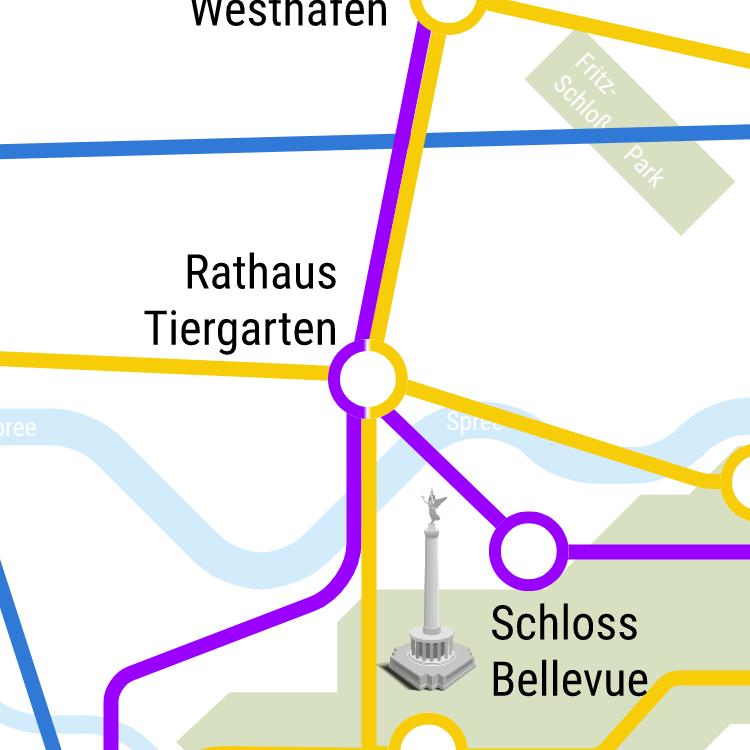 Westhafen
Fritz-
Schloß
Park
Rathaus
Tiergarten
Spree
Schloss
Bellevue